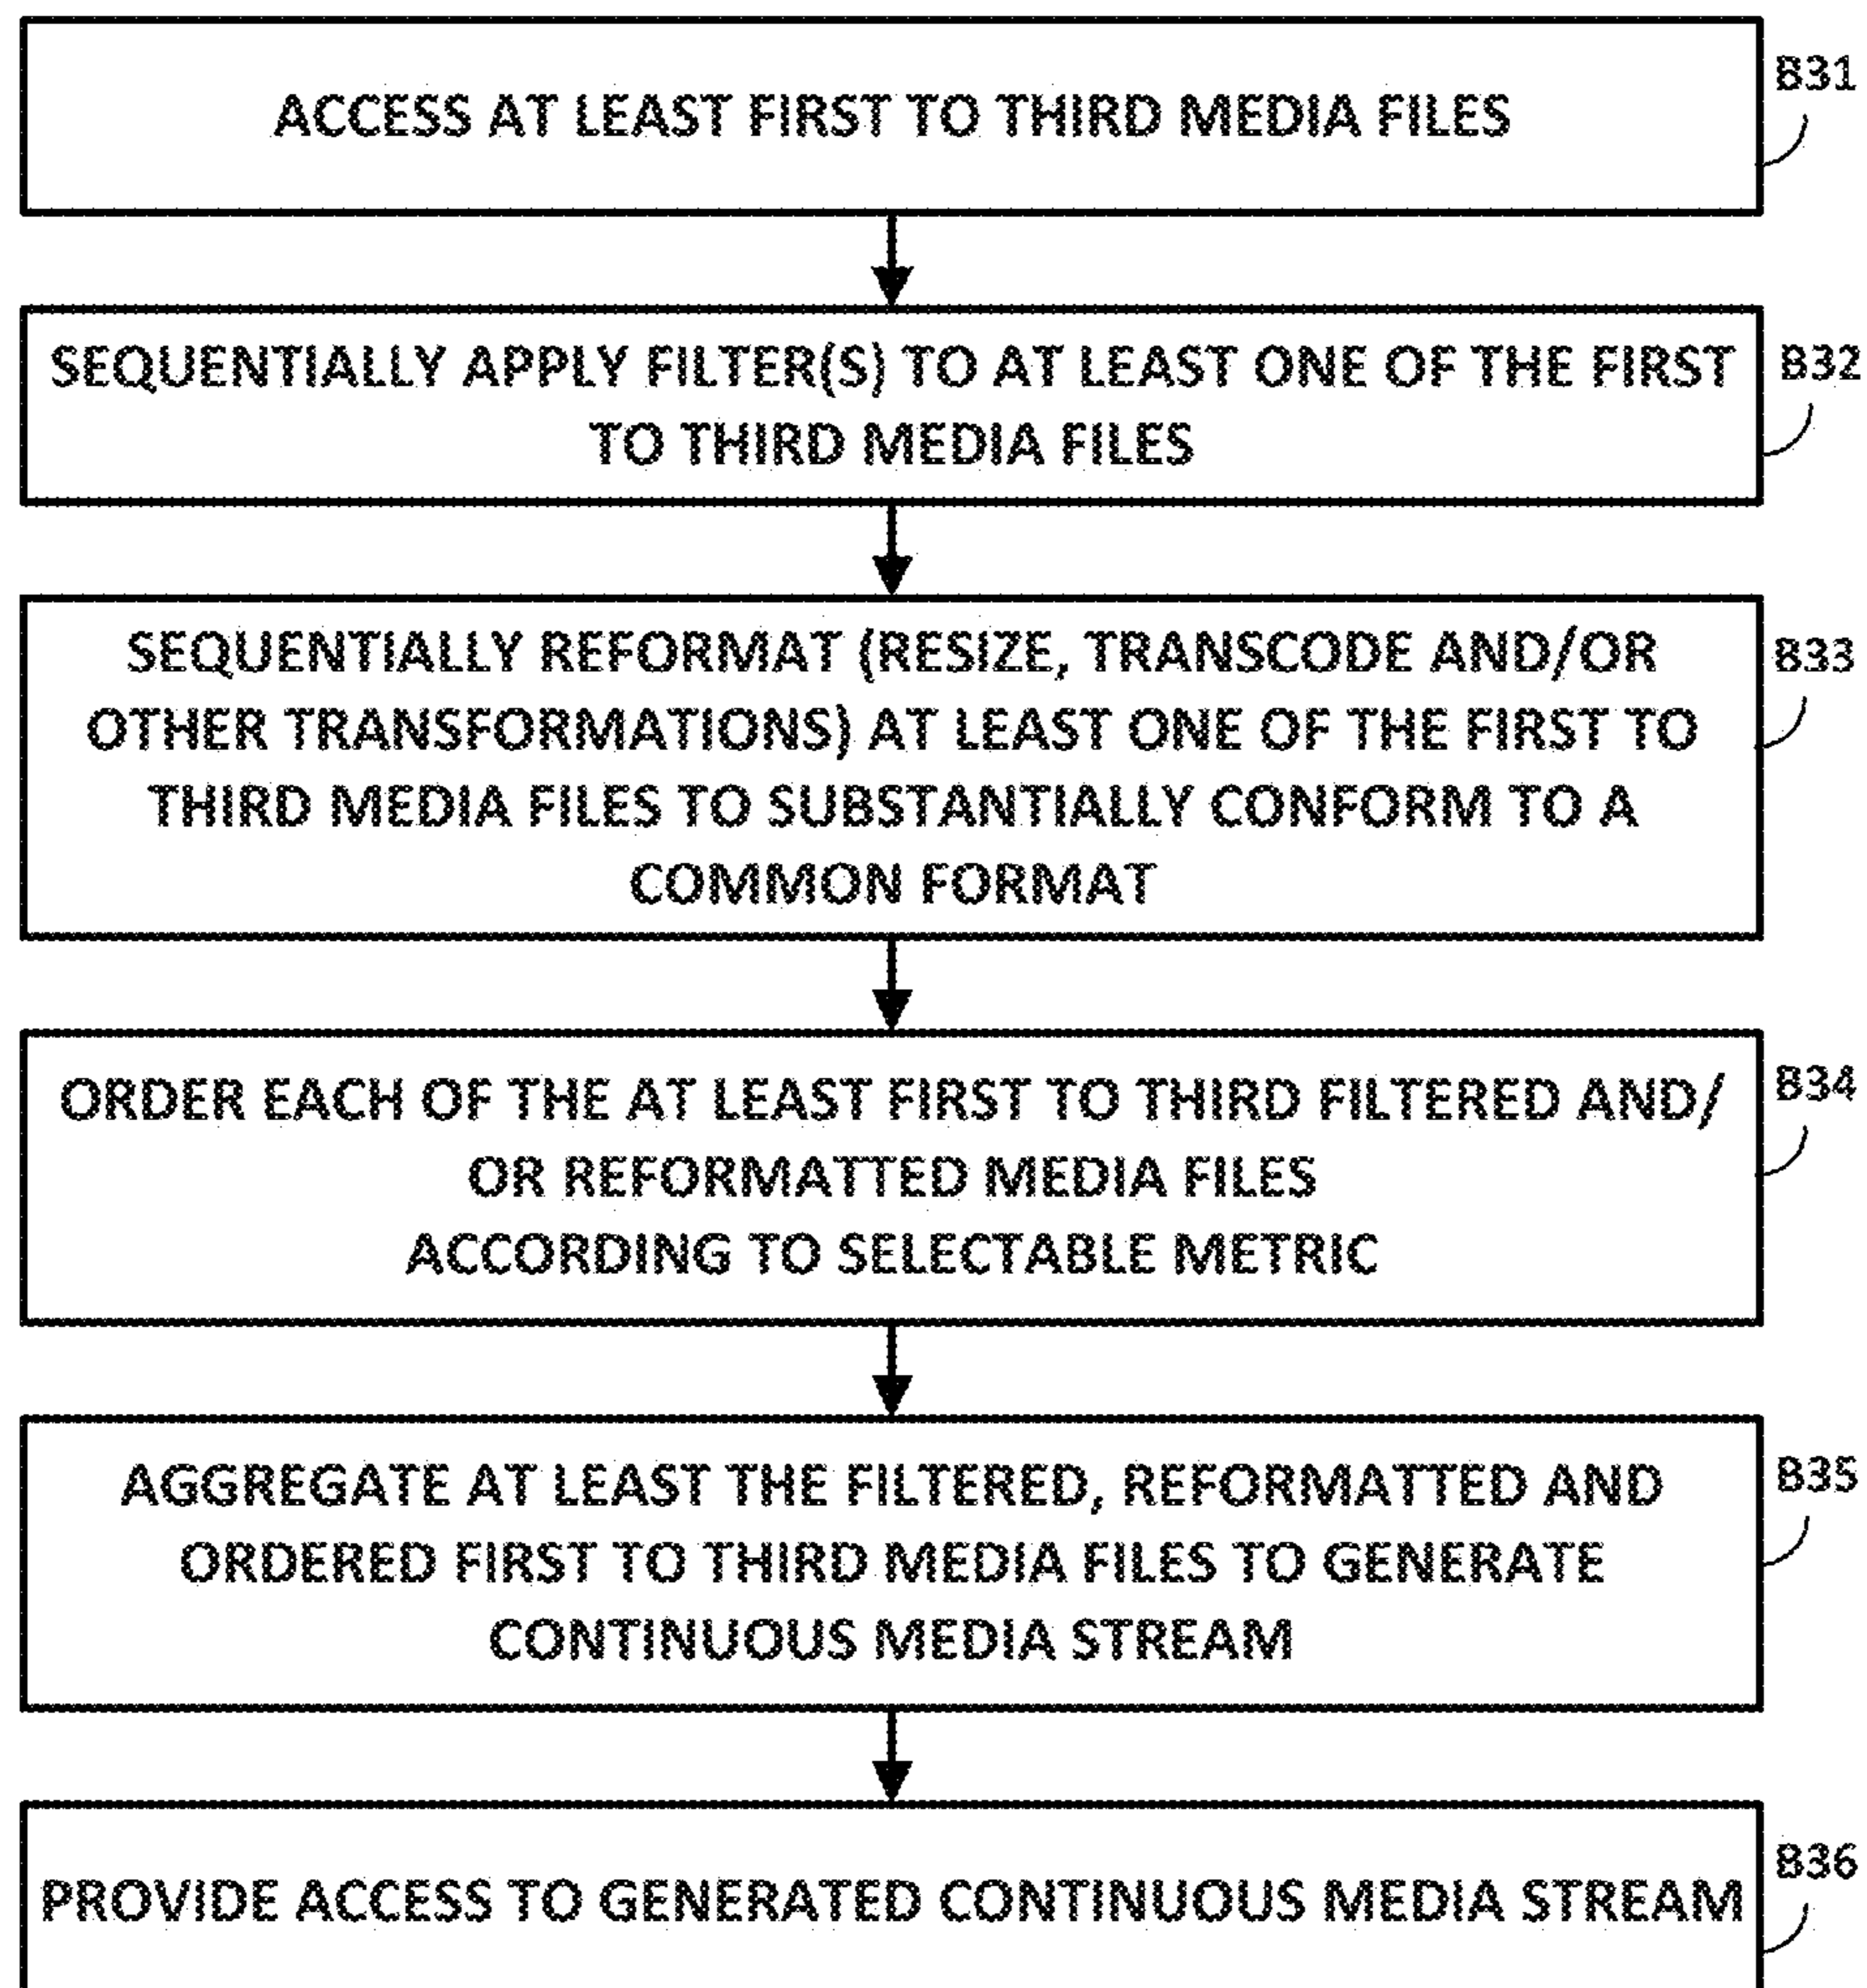 ACCESS AT LEAST FIRST TO THIRD MEDIA FILES
B31
SEQUENTIALLY APPLY FILTER(S) TO AT LEAST ONE OF THE FIRST
TO THIRD MEDIA FILES
B32
SEQUENTIALLY REFORMAT (RESIZE, TRANSCODE AND/OR
OTHER TRANSFORMATIONS) AT LEAST ONE OF THE FIRST TO
THIRD MEDIA FILES TO SUBSTANTIALLY CONFORM TO A
COMMON FORMAT
B33
ORDER EACH OF THE AT LEAST FIRST TO THIRD FILTERED AND/
OR REFORMATTED MEDIA FILES
ACCORDING TO SELECTABLE METRIC
B34
AGGREGATE AT LEAST THE FILTERED, REFORMATTED AND
ORDERED FIRST TO THIRD MEDIA FILES TO GENERATE
CONTINUOUS MEDIA STREAM
B35
PROVIDE ACCESS TO GENERATED CONTINUOUS MEDIA STREAM
B36